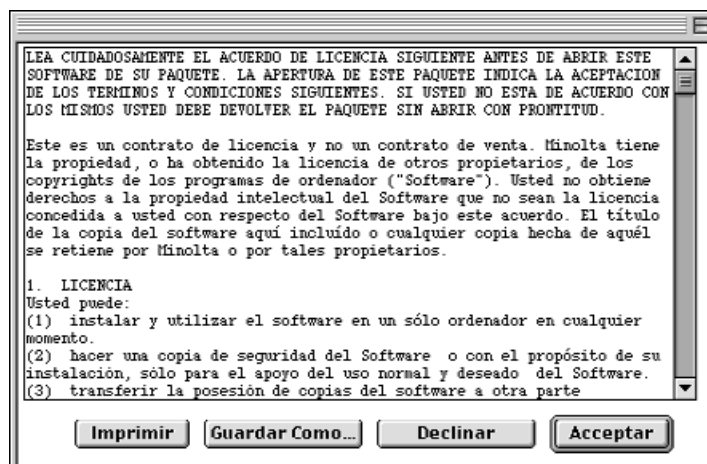 LEA CUIDADOSAMENTE EL ACUERDO DE LICENCIA SIGUIENTE ANTES DE ABRIR ESTE
SOFTWARE DE SU PAQUETE. LA APERTURA DE ESTE PAQUETE INDICA LA ACEPTACION
DE LOS TERMINOS Y CONDICIONES SIGUIENTES. SI USTED NO ESTA DE ACUERDO CON
LOS MISMOS USTED DEBE DEVOLVER EL PAQUETE SIN ABRIR CON PRONTITUD.
Este es un contrato de licencia y no un contrato de venta. Minolta tiene
la propiedad, o ha obtenido la licencia de otros propietarios, de los
copyrights de los programas de ordenador ("Software"). Usted no obtiene
derechos a la propiedad intelectual del Software que no sean la licencia
concedida a usted con respecto del Software bajo este acuerdo. El título
de la copia del software aquí incluído o cualquier copia hecha de aquél
se retiene por Minolta o por tales propietarios.
1. LICENCIA
Usted puede:
(1) instalar y utilizar el software en un sólo ordenador en cualquier
momento.
(2) hacer una copia de seguridad del Software o con el propósito de su
instalación, sólo para el apoyo del uso normal y deseado del Software.
(3) transferir la posesión de copias del software a otra parte
Imprimir Guardar Como... Declinar Acceptar